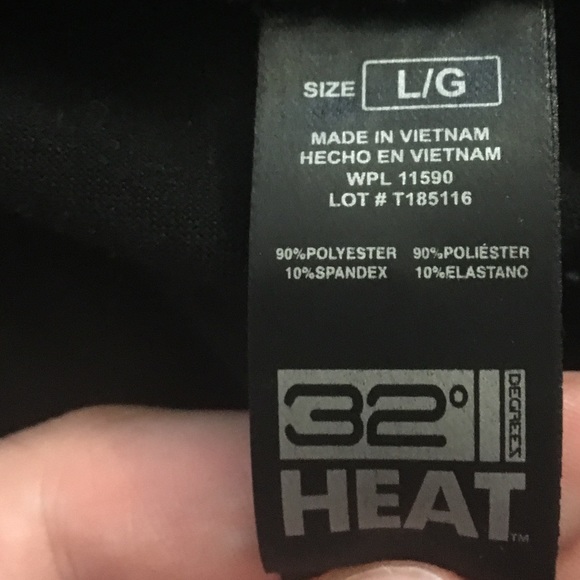 SIZE L/G
MADE IN VIETNAM
HECHO EN VIETNAM
WPL 11590
LOT # T185116
90%POLYESTER 90%POLIÉSTER
10%SPANDEX 10%ELASTANO
32° DEGREES
HEAT™